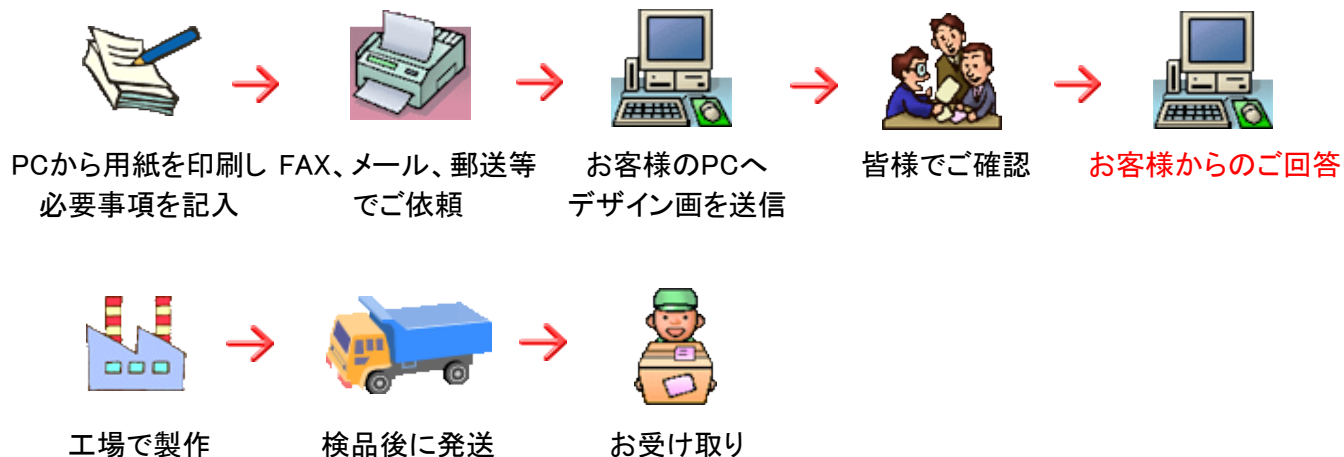 PCから用紙を印刷し
必要事項を記入
FAX、メール、郵送等
でご依頼
お客様のPCへ
デザイン画を送信
皆様でご確認
お客様からのご回答
工場で製作
検品後に発送
お受け取り